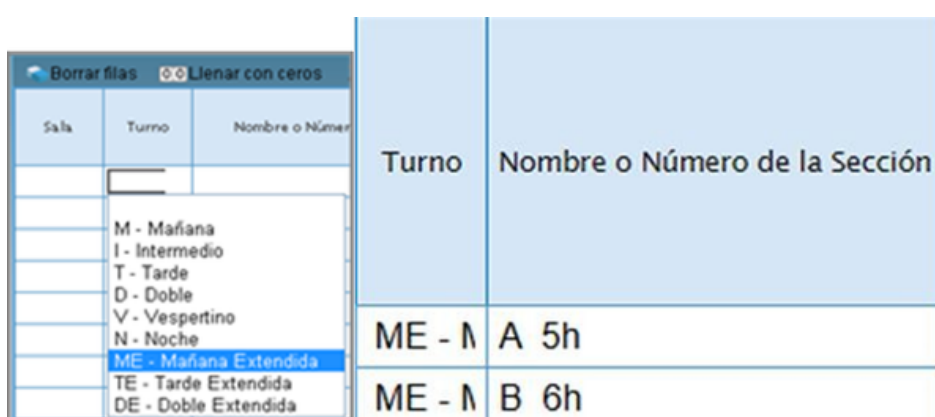 Borrar filas Llenar con ceros
Sala Turno Nombre o Númer
M - Mañana
I - Intermedio
T - Tarde
D - Doble
V - Vespertino
N - Noche
ME - Mañana Extendida
TE - Tarde Extendida
DE - Doble Extendida
Turno Nombre o Número de la Sección
ME - M A 5h
ME - M B 6h